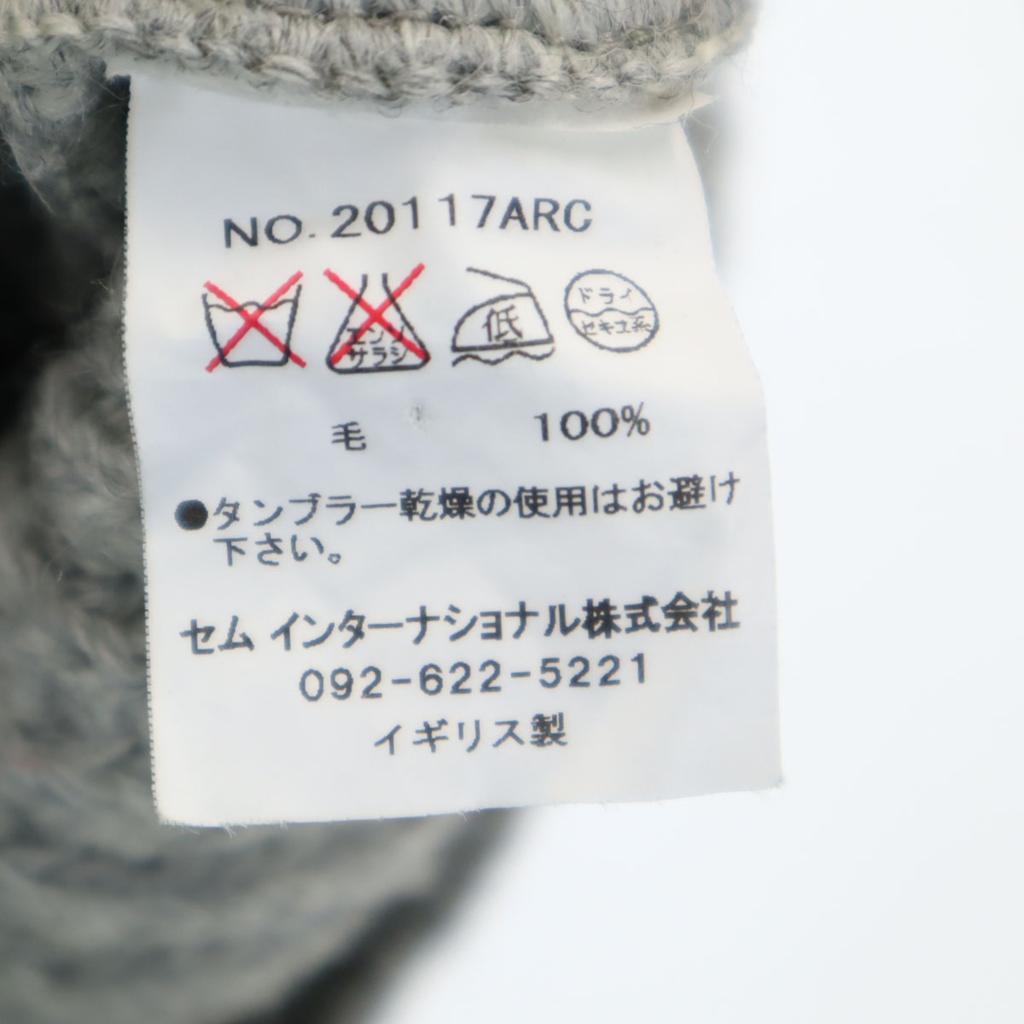 NO.20117ARC
エンソ
サラシ
低
ドライ
セキユ系
毛 100%
●タンブラー乾燥の使用はお避け
下さい。
セム インターナショナル株式会社
092-622-5221
イギリス製